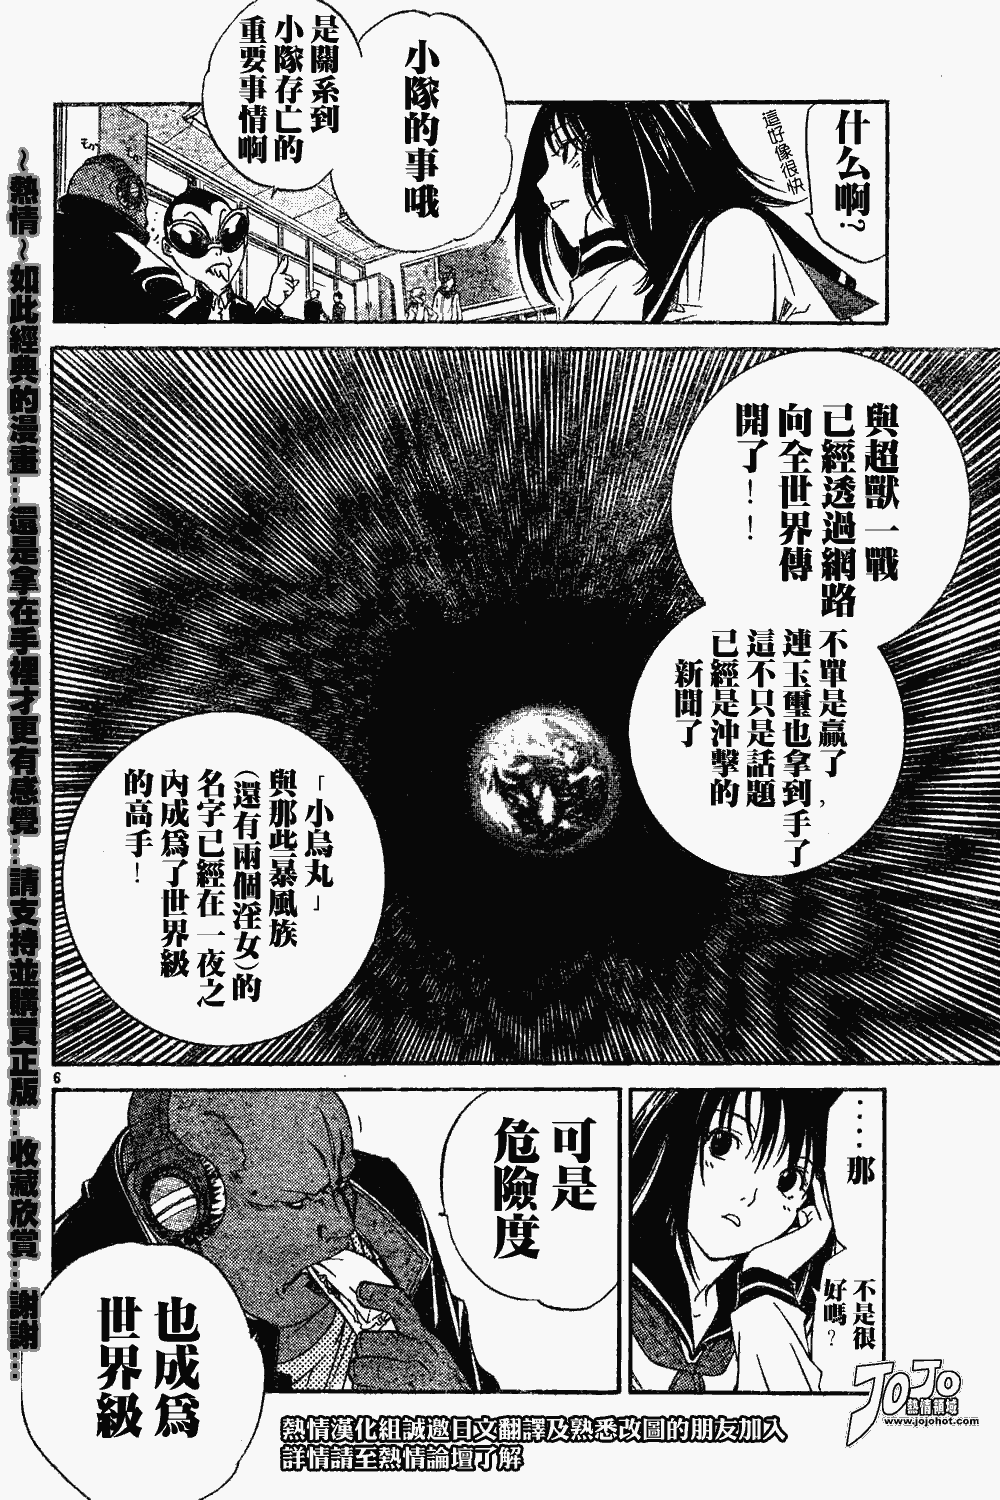 什么啊?
這好像很快
小隊的事哦
是關系到
小隊存亡的
重要事情啊
與超獸一戰
已經透過網路
向全世界傳
開了!!
不單是贏了,
連玉璽也拿到手了
這不只是話題
已經是沖擊的
新聞了
「小烏丸」
與那些暴風族
(還有兩個淫女)的
名字已經在一夜之
內成爲了世界級
的高手!
6
....那
不是很
好嗎?
可是
危險度
也成爲
世界級
~熱情~如此經典的漫畫...還是拿在手裡才更有感覺...請支持並購買正版...收藏欣賞...謝謝...
熱情漢化組誠邀日文翻譯及熟悉改圖的朋友加入
詳情請至熱情論壇了解
JOJO
熱情領域
www.jojohot.com